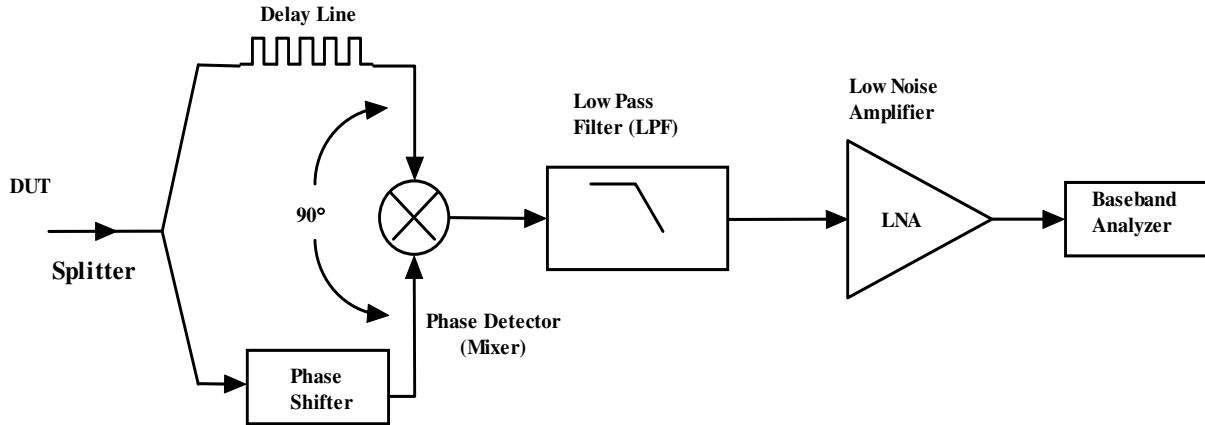 Delay Line
Low Pass
Filter (LPF)
Low Noise
Amplifier
DUT
90°
LNA
Baseband
Analyzer
Splitter
Phase Detector
(Mixer)
Phase
Shifter